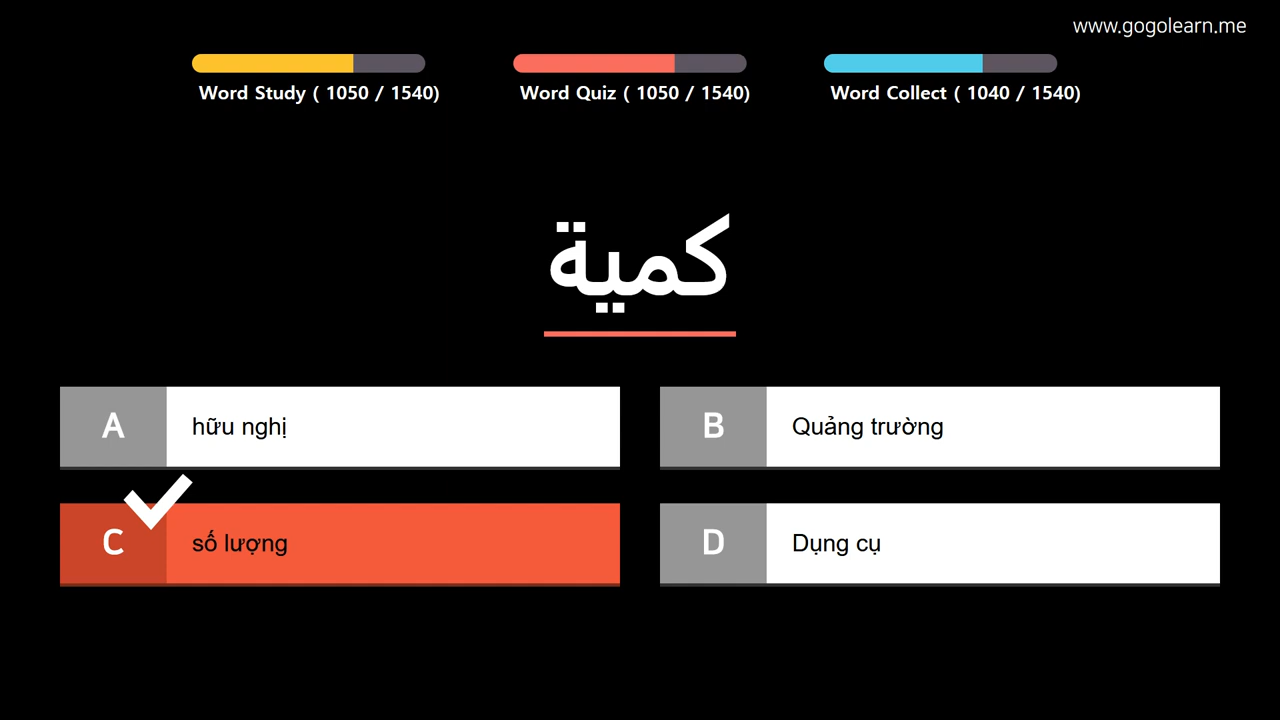 www.gogolearn.me
Word Study ( 1050 / 1540)
Word Quiz ( 1050 / 1540)
Word Collect ( 1040 / 1540)
كمية
A
hữu nghị
B
Quảng trường
C
số lượng
D
Dụng cụ